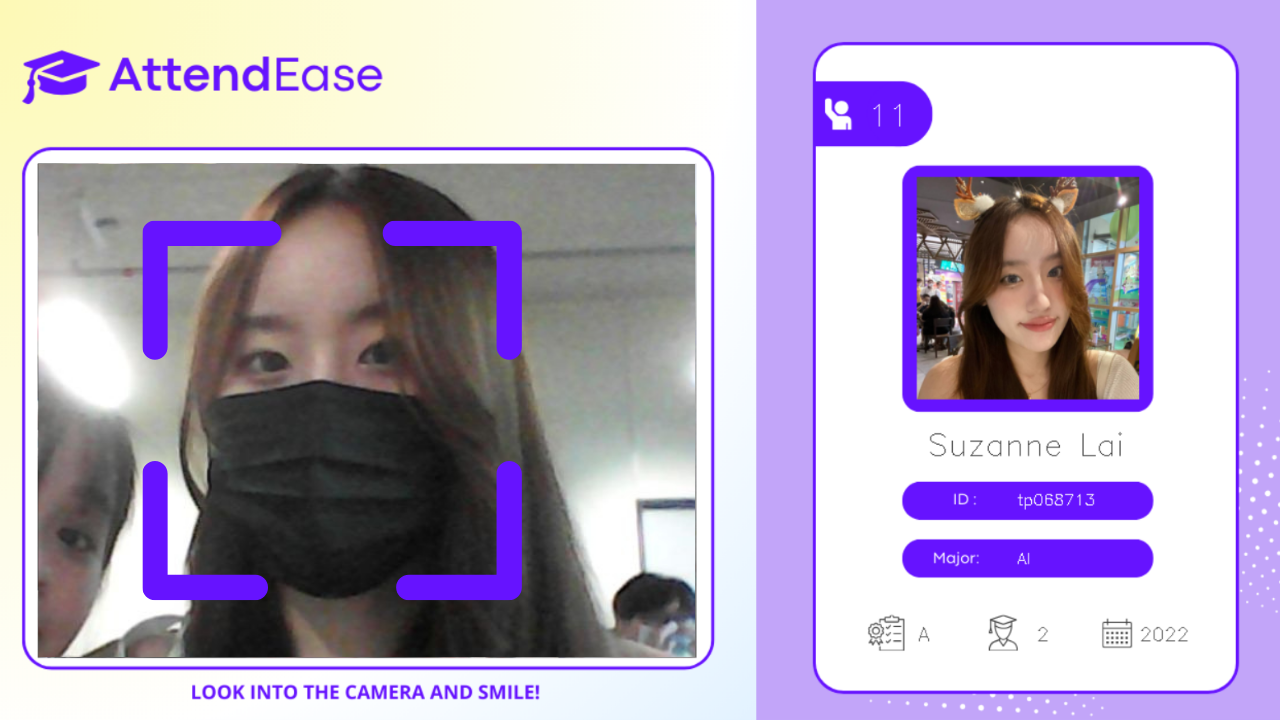 AttendEase
LOOK INTO THE CAMERA AND SMILE!
11
Suzanne Lai
ID : tp068713
Major: AI
A 2 2022